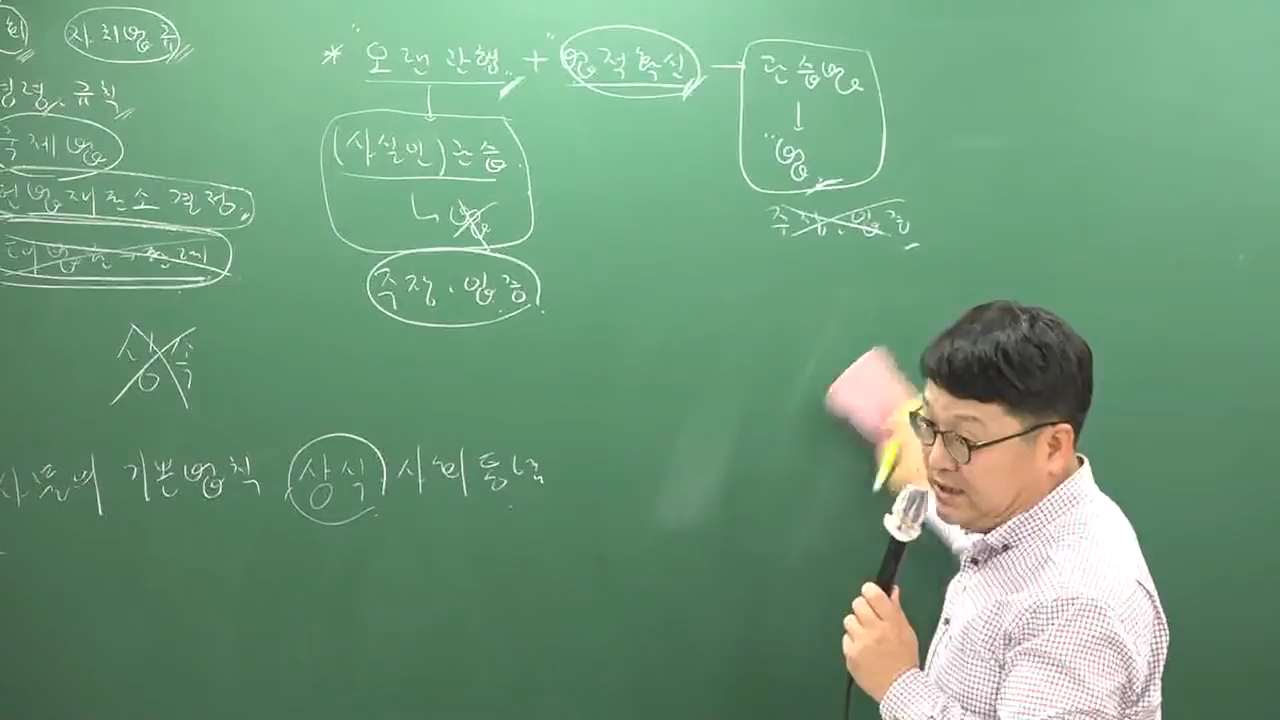 회 자치법규
명령, 규칙
국제법
헌법재판소 결정.
* "오랜 관행" + "법적확신 — 관습법
↓
"법
(사실인) 관습
↳ 법
주장. 입증
주장. 입증
사물의 기본법칙 상식 사회통념